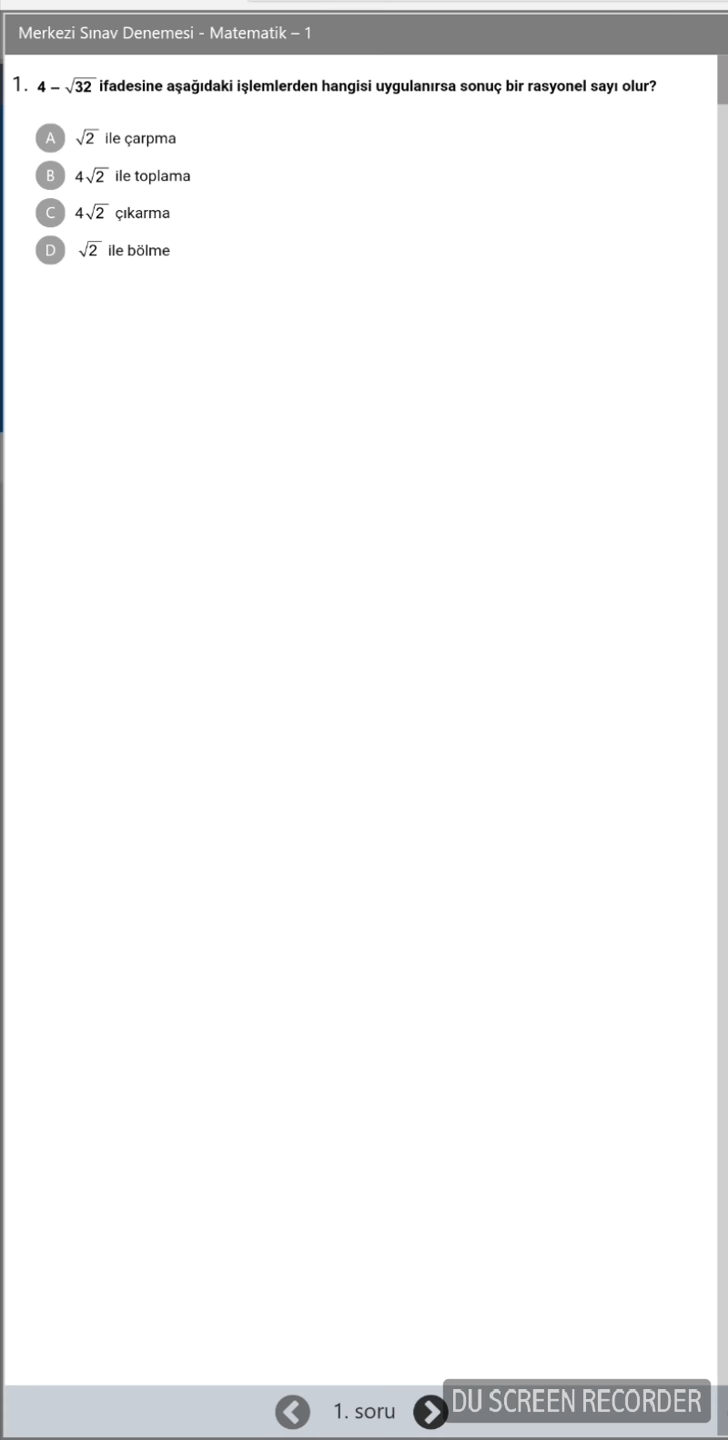 Merkezi Sınav Denemesi - Matematik – 1
1. 4 – √32 ifadesine aşağıdaki işlemlerden hangisi uygulanırsa sonuç bir rasyonel sayı olur?
A √2 ile çarpma
B 4√2 ile toplama
C 4√2 çıkarma
D √2 ile bölme
1. soru
DU SCREEN RECORDER